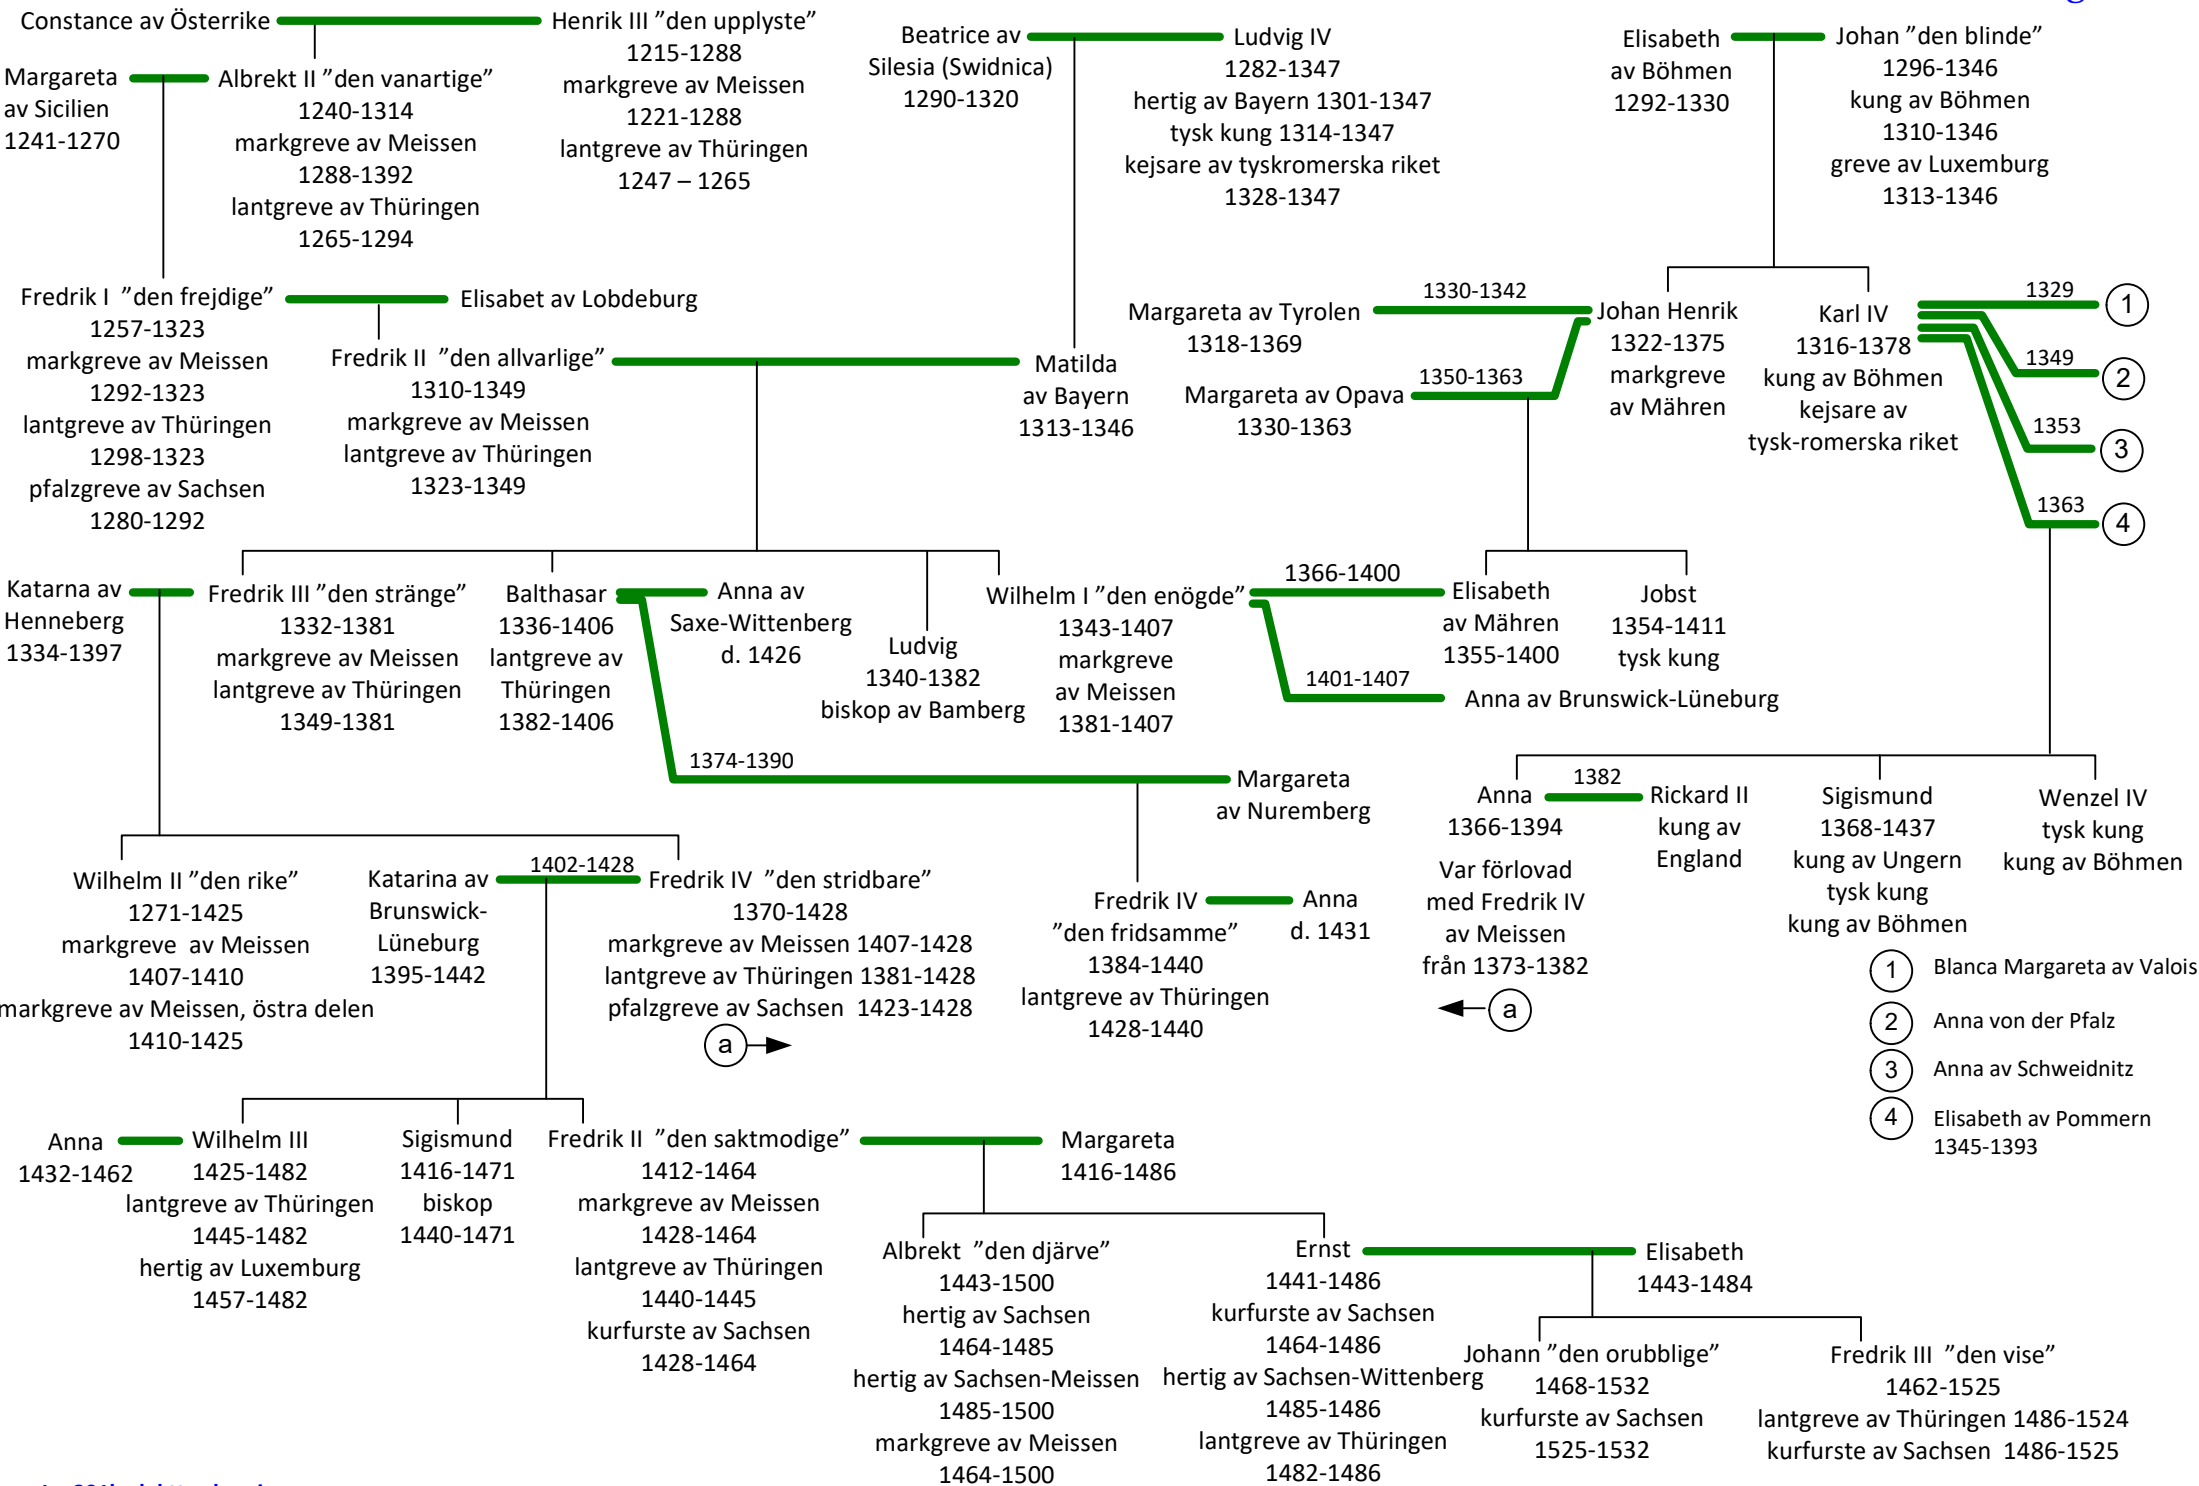 Constance av Österrike
Henrik III ”den upplyste”
1215-1288
markgreve av Meissen
1221-1288
lantgreve av Thüringen
1247 – 1265
Margareta
av Sicilien
1241-1270
Albrekt II ”den vanartige”
1240-1314
markgreve av Meissen
1288-1392
lantgreve av Thüringen
1265-1294
Beatrice av
Silesia (Swidnica)
1290-1320
Ludvig IV
1282-1347
hertig av Bayern 1301-1347
tysk kung 1314-1347
kejsare av tyskromerska riket
1328-1347
Elisabeth
av Böhmen
1292-1330
Johan ”den blinde”
1296-1346
kung av Böhmen
1310-1346
greve av Luxemburg
1313-1346
Fredrik I ”den frejdige”
1257-1323
markgreve av Meissen
1292-1323
lantgreve av Thüringen
1298-1323
pfalzgreve av Sachsen
1280-1292
Elisabet av Lobdeburg
Fredrik II ”den allvarlige”
1310-1349
markgreve av Meissen
lantgreve av Thüringen
1323-1349
Matilda
av Bayern
1313-1346
Margareta av Tyrolen
1318-1369
1330-1342
Margareta av Opava
1330-1363
1350-1363
Johan Henrik
1322-1375
markgreve
av Mähren
Karl IV
1316-1378
kung av Böhmen
kejsare av
tysk-romerska riket
1329
1
1349
2
1353
3
1363
4
Katarna av
Henneberg
1334-1397
Fredrik III ”den stränge”
1332-1381
markgreve av Meissen
lantgreve av Thüringen
1349-1381
Balthasar
1336-1406
lantgreve av
Thüringen
1382-1406
Anna av
Saxe-Wittenberg
d. 1426
Ludvig
1340-1382
biskop av Bamberg
Wilhelm I ”den enögde”
1343-1407
markgreve
av Meissen
1381-1407
1366-1400
Elisabeth
av Mähren
1355-1400
Jobst
1354-1411
tysk kung
1401-1407
Anna av Brunswick-Lüneburg
1374-1390
Margareta
av Nuremberg
Anna
1366-1394
Var förlovad
med Fredrik IV
av Meissen
från 1373-1382
a
1382
Rickard II
kung av
England
Sigismund
1368-1437
kung av Ungern
tysk kung
kung av Böhmen
Wenzel IV
tysk kung
kung av Böhmen
Wilhelm II ”den rike”
1271-1425
markgreve av Meissen
1407-1410
markgreve av Meissen, östra delen
1410-1425
Katarina av
Brunswick-
Lüneburg
1395-1442
1402-1428
Fredrik IV ”den stridbare”
1370-1428
markgreve av Meissen 1407-1428
lantgreve av Thüringen 1381-1428
pfalzgreve av Sachsen 1423-1428
a
Fredrik IV
”den fridsamme”
1384-1440
lantgreve av Thüringen
1428-1440
Anna
d. 1431
1 Blanca Margareta av Valois
2 Anna von der Pfalz
3 Anna av Schweidnitz
4 Elisabeth av Pommern
1345-1393
Anna
1432-1462
Wilhelm III
1425-1482
lantgreve av Thüringen
1445-1482
hertig av Luxemburg
1457-1482
Sigismund
1416-1471
biskop
1440-1471
Fredrik II ”den saktmodige”
1412-1464
markgreve av Meissen
1428-1464
lantgreve av Thüringen
1440-1445
kurfurste av Sachsen
1428-1464
Margareta
1416-1486
Albrekt ”den djärve”
1443-1500
hertig av Sachsen
1464-1485
hertig av Sachsen-Meissen
1485-1500
markgreve av Meissen
1464-1500
Ernst
1441-1486
kurfurste av Sachsen
1464-1486
hertig av Sachsen-Wittenberg
1485-1486
lantgreve av Thüringen
1482-1486
Elisabeth
1443-1484
Johann ”den orubblige”
1468-1532
kurfurste av Sachsen
1525-1532
Fredrik III ”den vise”
1462-1525
lantgreve av Thüringen 1486-1524
kurfurste av Sachsen 1486-1525